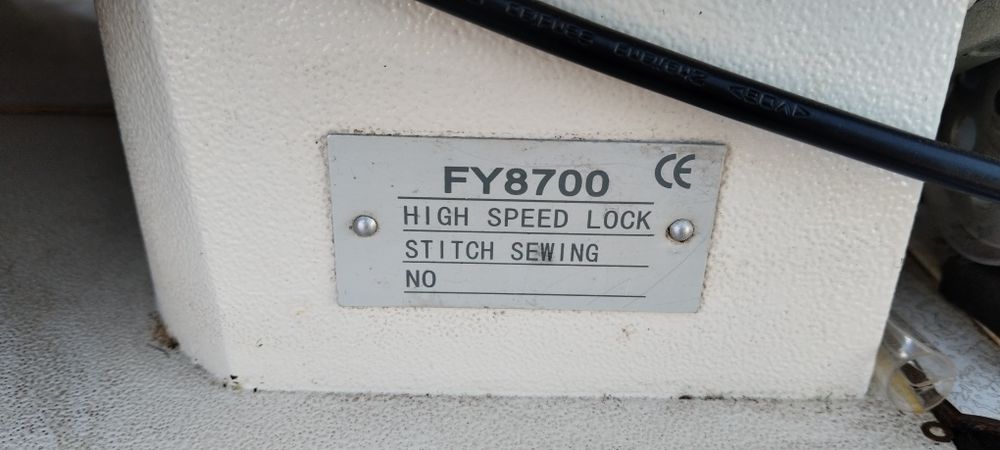 FY8700 CE
HIGH SPEED LOCK
STITCH SEWING
NO